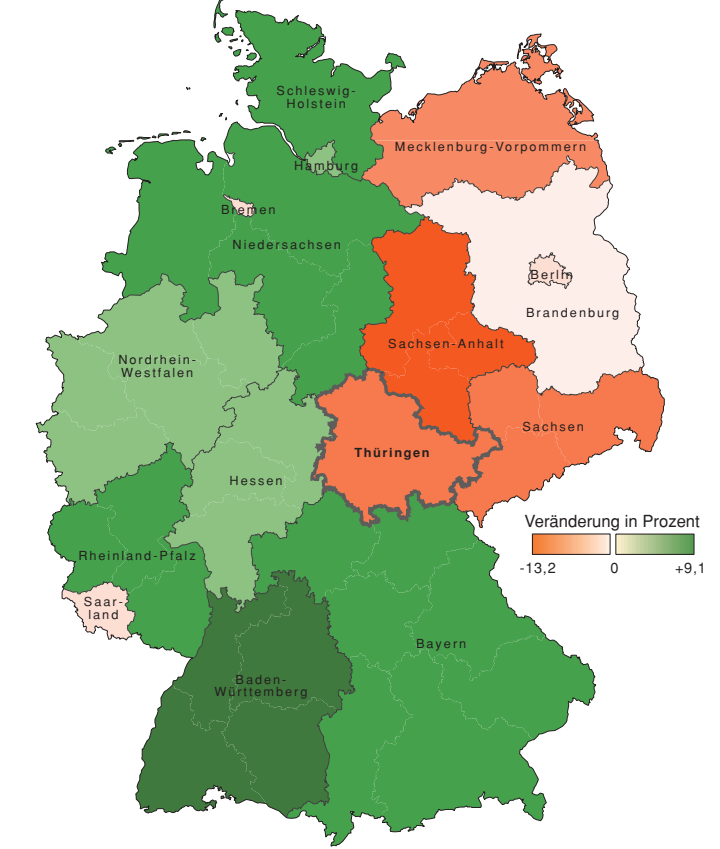 Schleswig-
Holstein
Mecklenburg-Vorpommern
Hamburg
Bremen
Niedersachsen
Berlin
Brandenburg
Sachsen-Anhalt
Nordrhein-
Westfalen
Sachsen
Thüringen
Hessen
Veränderung in Prozent
-13,2 0 +9,1
Rheinland-Pfalz
Saar-
land
Bayern
Baden-
Württemberg